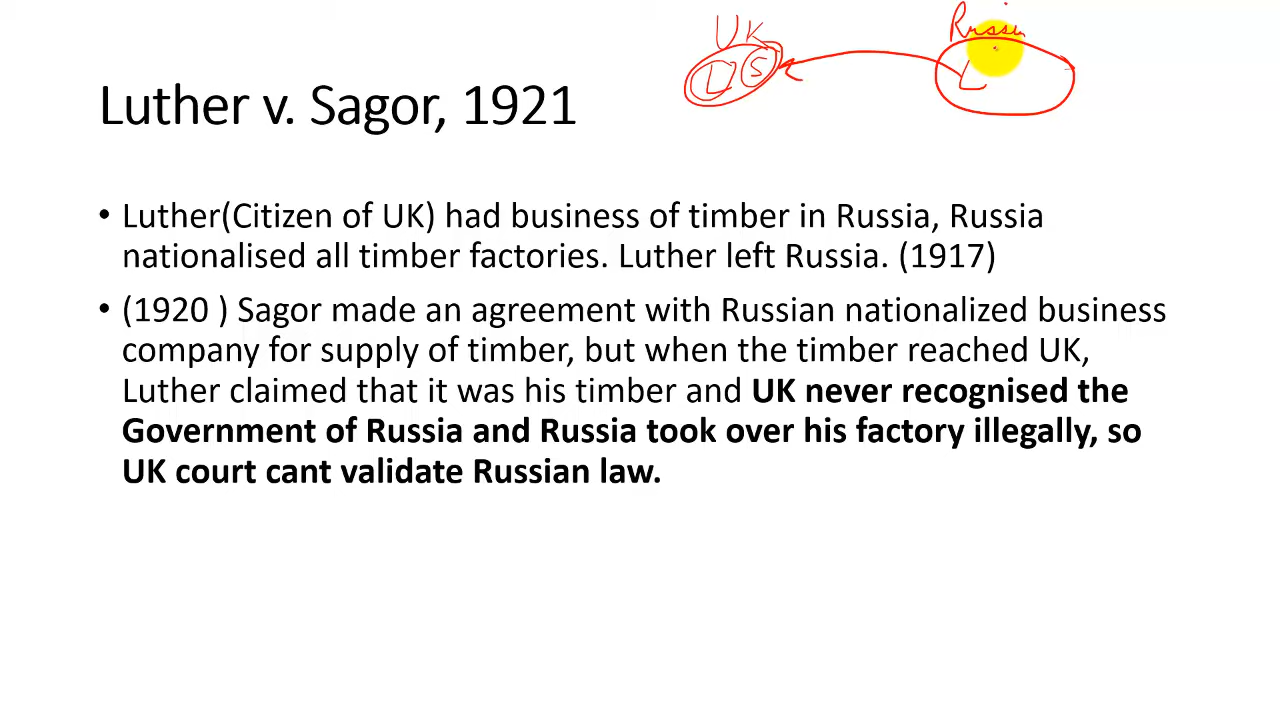 UK
Russia
L S
L
Luther v. Sagor, 1921
• Luther(Citizen of UK) had business of timber in Russia, Russia
nationalised all timber factories. Luther left Russia. (1917)
• (1920 ) Sagor made an agreement with Russian nationalized business
company for supply of timber, but when the timber reached UK,
Luther claimed that it was his timber and UK never recognised the
Government of Russia and Russia took over his factory illegally, so
UK court cant validate Russian law.